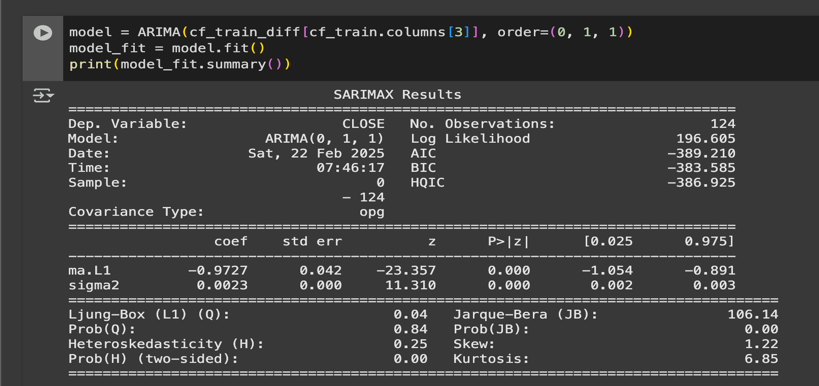 model = ARIMA(cf_train_diff[cf_train.columns[3]], order=(0, 1, 1))
model_fit = model.fit()
print(model_fit.summary())
SARIMAX Results
==============================================================================
Dep. Variable: CLOSE No. Observations: 124
Model: ARIMA(0, 1, 1) Log Likelihood 196.605
Date: Sat, 22 Feb 2025 AIC -389.210
Time: 07:46:17 BIC -383.585
Sample: 0 HQIC -386.925
- 124
Covariance Type: opg
==============================================================================
coef std err z P>|z| [0.025 0.975]
------------------------------------------------------------------------------
ma.L1 -0.9727 0.042 -23.357 0.000 -1.054 -0.891
sigma2 0.0023 0.000 11.310 0.000 0.002 0.003
===================================================================================
Ljung-Box (L1) (Q): 0.04 Jarque-Bera (JB): 106.14
Prob(Q): 0.84 Prob(JB): 0.00
Heteroskedasticity (H): 0.25 Skew: 1.22
Prob(H) (two-sided): 0.00 Kurtosis: 6.85
===================================================================================